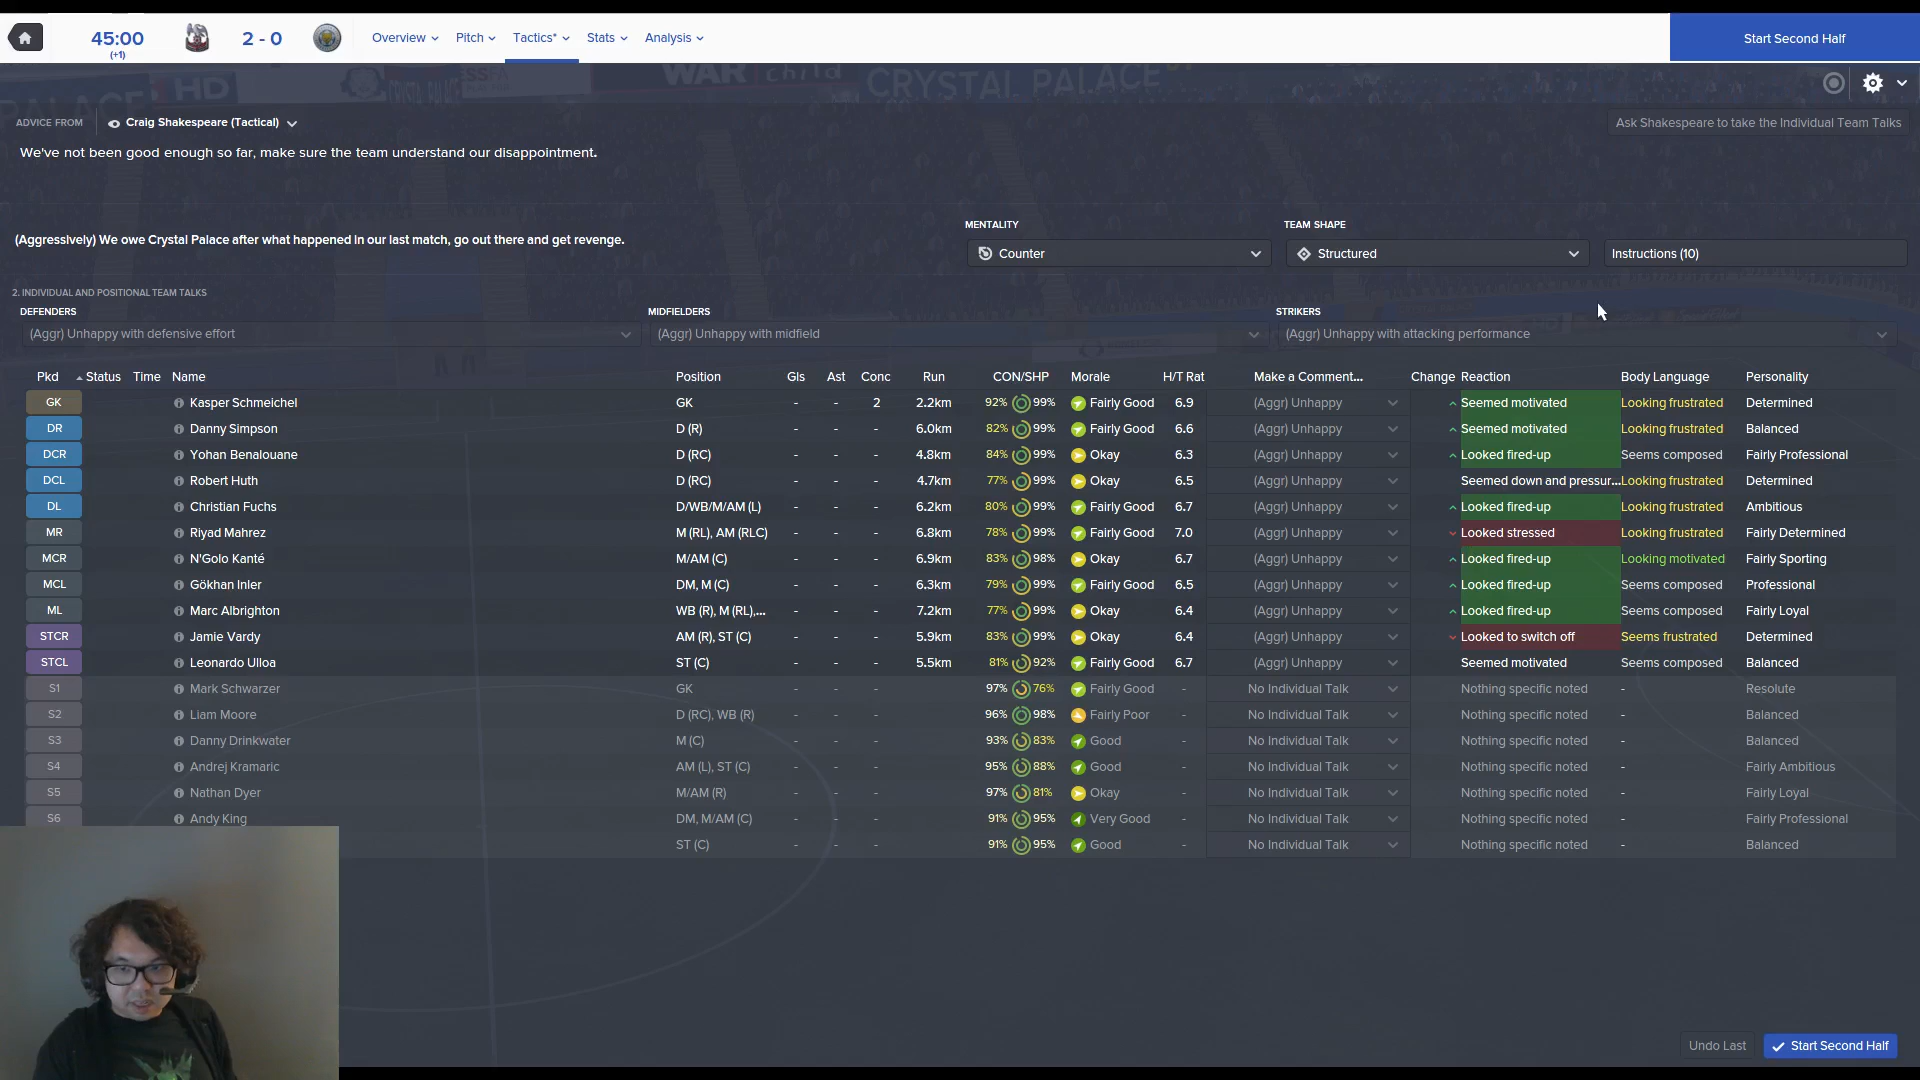 45:00
(+1)
2 - 0
Overview
Pitch
Tactics*
Stats
Analysis
Start Second Half
PALACE HD
WAR child
CRYSTAL PALACE
ADVICE FROM
Craig Shakespeare (Tactical)
Ask Shakespeare to take the Individual Team Talks
We've not been good enough so far, make sure the team understand our disappointment.
MENTALITY
TEAM SHAPE
(Aggressively) We owe Crystal Palace after what happened in our last match, go out there and get revenge.
Counter
Structured
Instructions (10)
2. INDIVIDUAL AND POSITIONAL TEAM TALKS
DEFENDERS
MIDFIELDERS
STRIKERS
(Aggr) Unhappy with defensive effort
(Aggr) Unhappy with midfield
(Aggr) Unhappy with attacking performance
Pkd Status Time Name Position Gls Ast Conc Run CON/SHP Morale H/T Rat Make a Comment... Change Reaction Body Language Personality
GK Kasper Schmeichel GK - - 2 2.2km 92% 99% Fairly Good 6.9 (Aggr) Unhappy Seemed motivated Looking frustrated Determined
DR Danny Simpson D (R) - - - 6.0km 82% 99% Fairly Good 6.6 (Aggr) Unhappy Seemed motivated Looking frustrated Balanced
DCR Yohan Benalouane D (RC) - - - 4.8km 84% 99% Okay 6.3 (Aggr) Unhappy Looked fired-up Seems composed Fairly Professional
DCL Robert Huth D (RC) - - - 4.7km 77% 99% Okay 6.5 (Aggr) Unhappy Seemed down and pressur... Looking frustrated Determined
DL Christian Fuchs D/WB/M/AM (L) - - - 6.2km 80% 99% Fairly Good 6.7 (Aggr) Unhappy Looked fired-up Looking frustrated Ambitious
MR Riyad Mahrez M (RL), AM (RLC) - - - 6.8km 78% 99% Fairly Good 7.0 (Aggr) Unhappy Looked stressed Looking frustrated Fairly Determined
MCR N'Golo Kanté M/AM (C) - - - 6.9km 83% 98% Okay 6.7 (Aggr) Unhappy Looked fired-up Looking motivated Fairly Sporting
MCL Gökhan Inler DM, M (C) - - - 6.3km 79% 99% Fairly Good 6.5 (Aggr) Unhappy Looked fired-up Seems composed Professional
ML Marc Albrighton WB (R), M (RL),... - - - 7.2km 77% 99% Okay 6.4 (Aggr) Unhappy Looked fired-up Seems composed Fairly Loyal
STCR Jamie Vardy AM (R), ST (C) - - - 5.9km 83% 99% Okay 6.4 (Aggr) Unhappy Looked to switch off Seems frustrated Determined
STCL Leonardo Ulloa ST (C) - - - 5.5km 81% 92% Fairly Good 6.7 (Aggr) Unhappy Seemed motivated Seems composed Balanced
S1 Mark Schwarzer GK - - - 97% 76% Fairly Good - No Individual Talk Nothing specific noted - Resolute
S2 Liam Moore D (RC), WB (R) - - - 96% 98% Fairly Poor - No Individual Talk Nothing specific noted - Balanced
S3 Danny Drinkwater M (C) - - - 93% 83% Good - No Individual Talk Nothing specific noted - Balanced
S4 Andrej Kramaric AM (L), ST (C) - - - 95% 88% Good - No Individual Talk Nothing specific noted - Fairly Ambitious
S5 Nathan Dyer M/AM (R) - - - 97% 81% Okay - No Individual Talk Nothing specific noted - Fairly Loyal
S6 Andy King DM, M/AM (C) - - - 91% 95% Very Good - No Individual Talk Nothing specific noted - Fairly Professional
ST (C) - - - 91% 95% Good - No Individual Talk Nothing specific noted - Balanced
Undo Last
Start Second Half